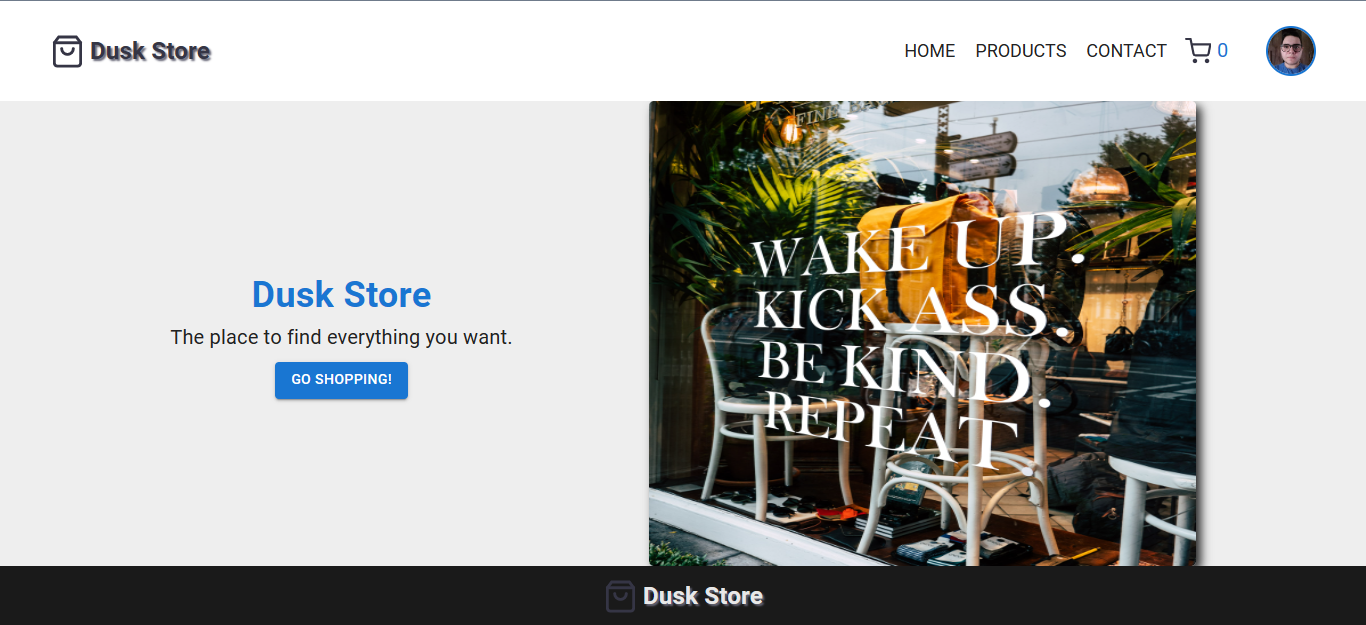 Dusk Store
HOME PRODUCTS CONTACT 0
Dusk Store
The place to find everything you want.
GO SHOPPING!
WAKE UP.
KICK ASS.
BE KIND.
REPEAT.
Dusk Store